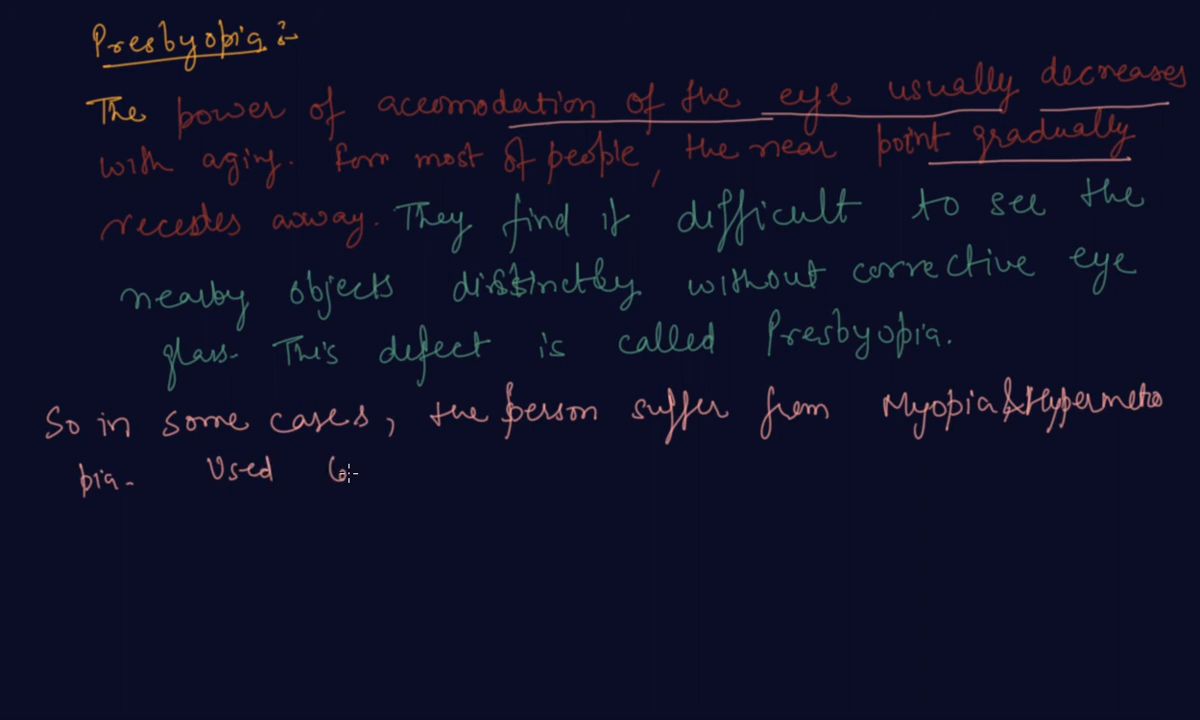 Presbyopia :-
The power of accomodation of the eye usually decreases
with aging. For most of people, the near point gradually
recedes away. They find it difficult to see the
nearby objects distinctly without corrective eye
glass. This defect is called Presbyopia.
So in some cases, the person suffer from Myopia & Hypermetro
pia. Used